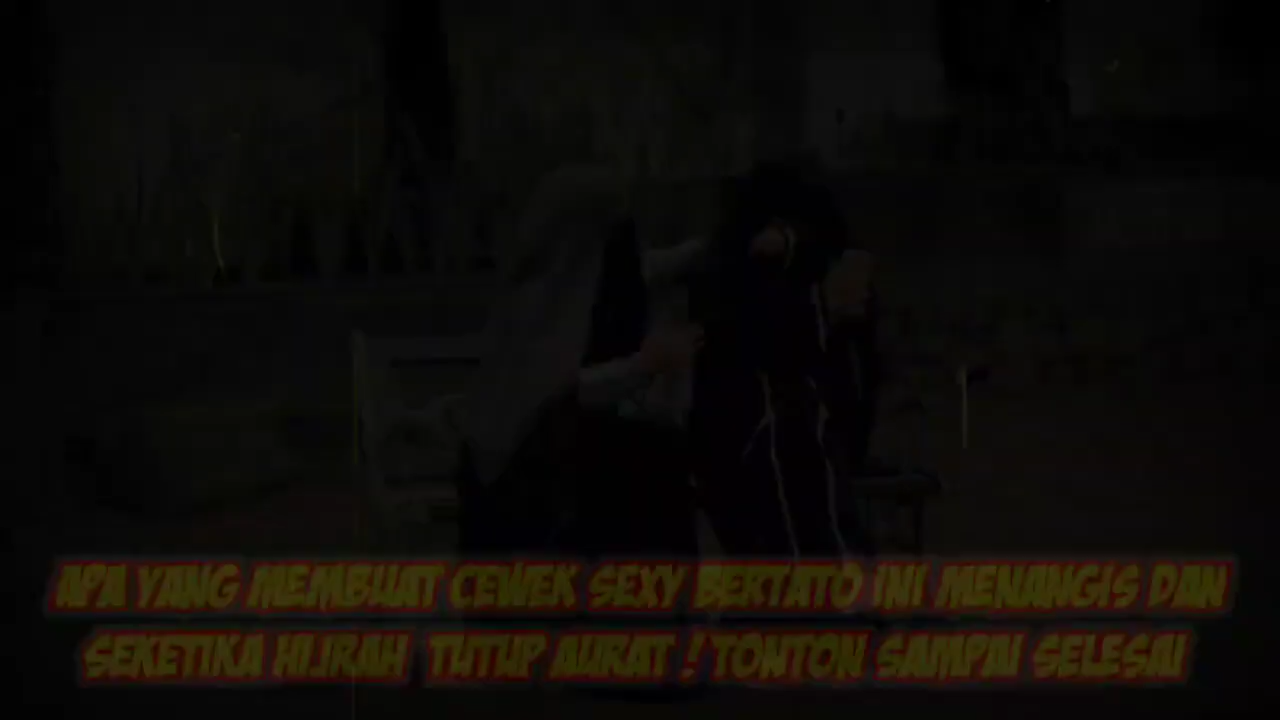 APA YANG MEMBUAT CEWEK SEXY BERTATO INI MENANGIS DAN
SEKETIKA HIJRAH TUTUP AURAT ! TONTON SAMPAI SELESAI